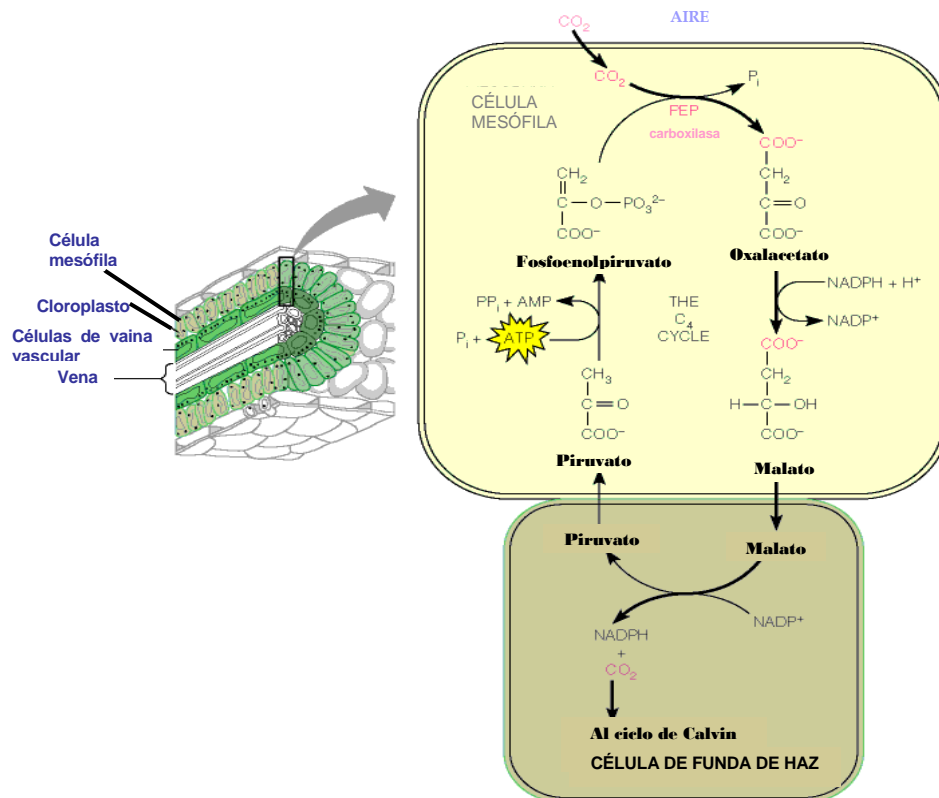 AIRE
CO₂
CO₂
Pᵢ
CÉLULA
MESÓFILA
FEP
carboxilasa
COO⁻
CH₂
C=O
COO⁻
CH₂
C—O—PO₃²⁻
COO⁻
Fosfoenolpiruvato
Oxalacetato
Célula
mesófila
Cloroplasto
Células de vaina
vascular
Vena
PPᵢ + AMP
Pᵢ + ATP
THE
C₄
CYCLE
NADPH + H⁺
NADP⁺
CH₃
C=O
COO⁻
COO⁻
CH₂
H—C—OH
COO⁻
Piruvato
Malato
Piruvato
Malato
NADPH
+
CO₂
NADP⁺
Al ciclo de Calvin
CÉLULA DE FUNDA DE HAZ